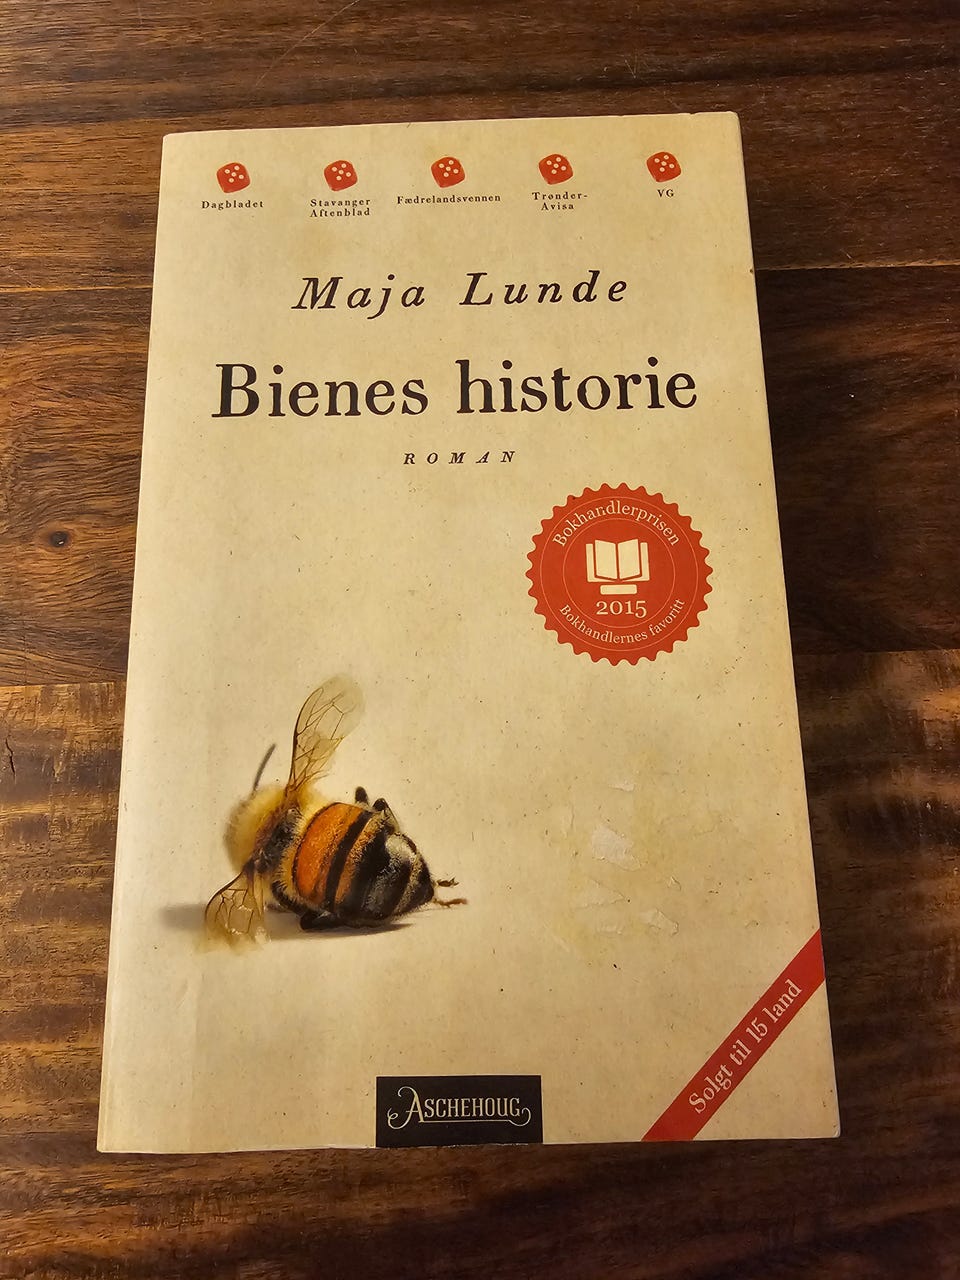 Dagbladet
Stavanger
Aftenblad
Fædrelandsvennen
Trønder-
Avisa
VG
Maja Lunde
Bienes historie
ROMAN
Bokhandlerprisen
2015
Bokhandlernes favoritt
Solgt til 15 land
ASCHEHOUG